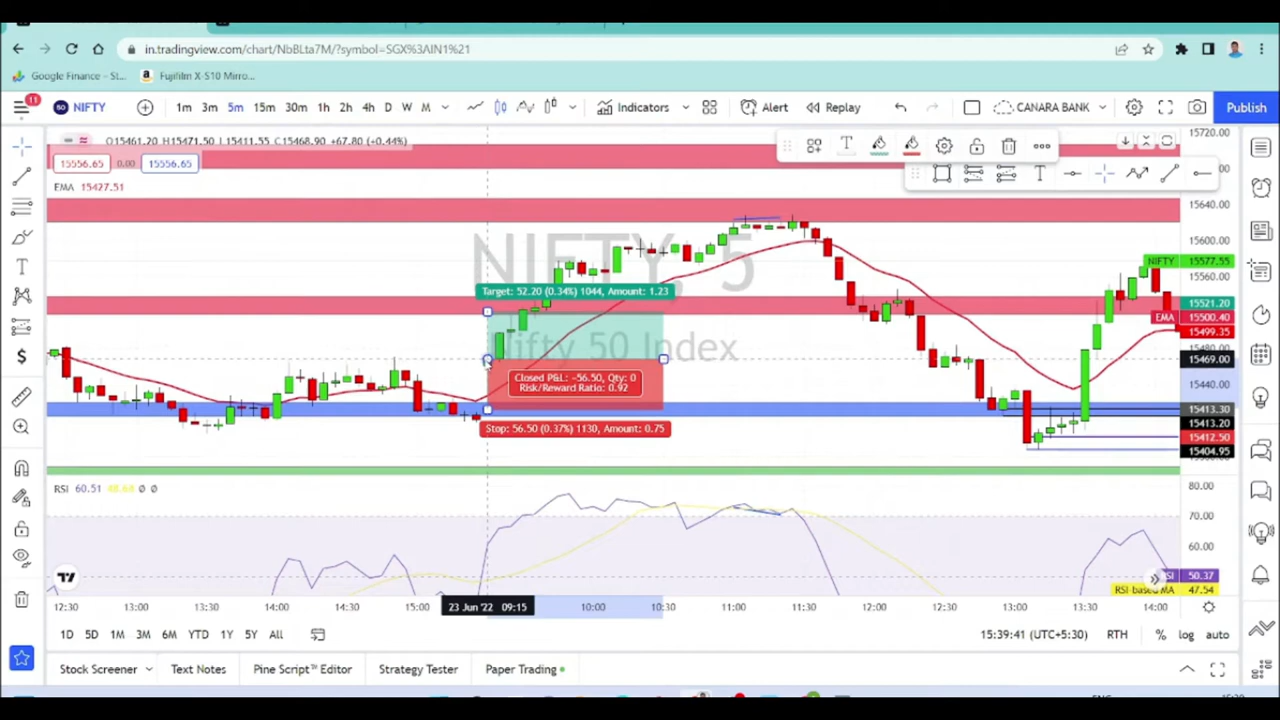 in.tradingview.com/chart/NbBLta7M/?symbol=SGX%3AIN1%21
Google Finance - St...
Fujifilm X-S10 Mirro...
11
50 NIFTY 1m 3m 5m 15m 30m 1h 2h 4h D W M Indicators Alert Replay CANARA BANK Publish
O15461.20 H15471.50 L15411.55 C15468.90 +67.80 (+0.44%)
15556.65 0.00 15556.65
EMA 15427.51
NIFTY, 5
Nifty 50 Index
Target: 52.20 (0.34%) 1044, Amount: 1.23
Closed P&L: -56.50, Qty: 0
Risk/Reward Ratio: 0.92
Stop: 56.50 (0.37%) 1130, Amount: 0.75
15720.00
15640.00
15600.00
NIFTY 15577.55
15560.00
15521.20
EMA 15500.40
15499.35
15480.00
15469.00
15440.00
15413.30
15413.20
15412.50
15404.95
RSI 60.51 48.64 Ø Ø
80.00
70.00
60.00
RSI 50.37
RSI-based MA 47.54
12:30 13:00 13:30 14:00 14:30 15:00 23 Jun '22 09:15 10:00 10:30 11:00 11:30 12:00 12:30 13:00 13:30 14:00
1D 5D 1M 3M 6M YTD 1Y 5Y All 15:39:41 (UTC+5:30) RTH % log auto
Stock Screener Text Notes Pine Script™ Editor Strategy Tester Paper Trading